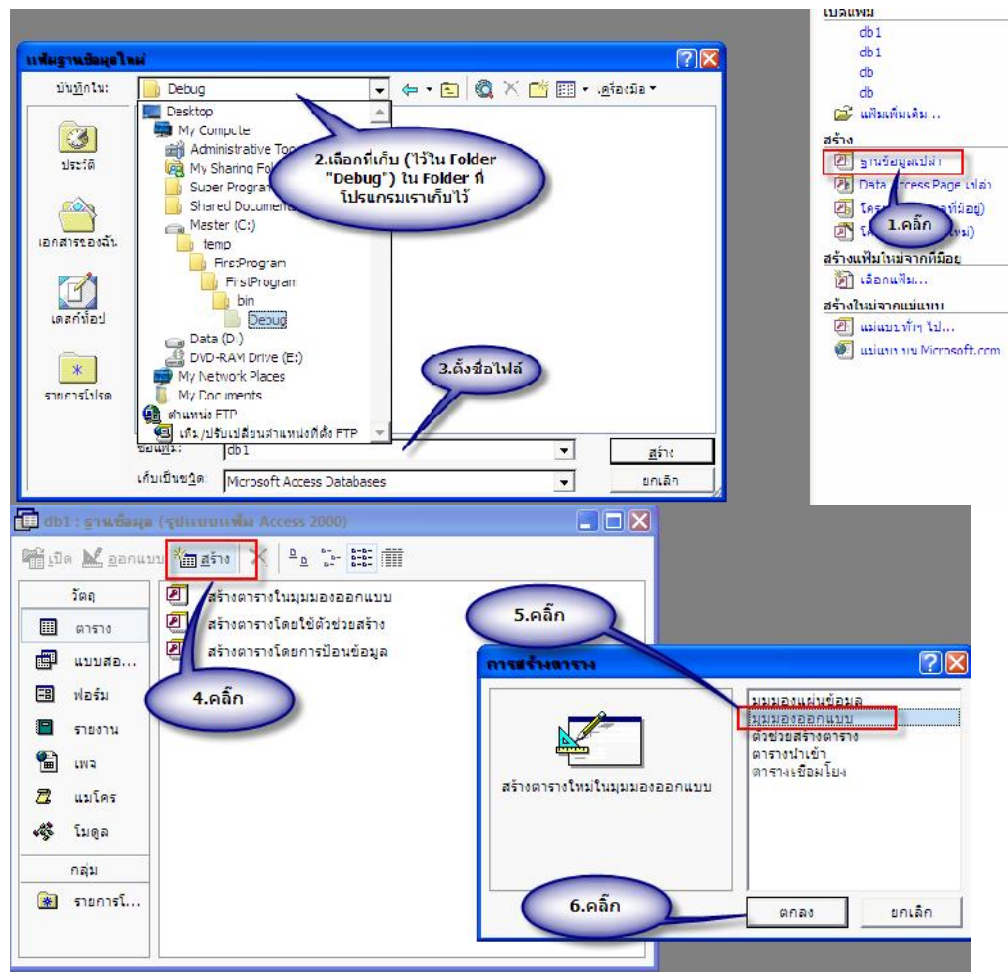 เปิดแฟ้ม
db1
db1
db
db
แฟ้มเพิ่มเติม...
สร้าง
ฐานข้อมูลเปล่า
Data Access Page เปล่า
ที่มีอยู่)
ใหม่)
1.คลิ๊ก
สร้างแฟ้มใหม่จากที่มีอยู่
เลือกแฟ้ม...
สร้างใหม่จากแม่แบบ
แม่แบบทั่วๆ ไป...
แม่แบบบน Microsoft.com
แฟ้มฐานข้อมูลใหม่
บันทึกใน:
Debug
เครื่องมือ
ประวัติ
เอกสารของฉัน
เดสก์ท็อป
รายการโปรด
Desktop
My Compute
Administrative Too
My Sharing Fol
Super Program
Shared Documents
Master (C:)
temp
FirstProgram
FirstProgram
bin
Debug
Data (D:)
DVD-RAM Drive (E:)
My Network Places
My Documents
ตำแหน่ง FTP
เพิ่ม/ปรับเปลี่ยนตำแหน่งที่ตั้ง FTP
2.เลือกที่เก็บ (ไว้ใน Folder
"Debug") ใน Folder ที่
โปรแกรมเราเก็บไว้
3.ตั้งชื่อไฟล์
ชื่อแฟ้ม:
db1
สร้าง
เก็บเป็นชนิด:
Microsoft Access Databases
ยกเลิก
db1 : ฐานข้อมูล (รูปแบบแฟ้ม Access 2000)
เปิด
ออกแบบ
สร้าง
วัตถุ
ตาราง
แบบสอ...
ฟอร์ม
รายงาน
เพจ
แมโคร
โมดูล
กลุ่ม
รายการโ...
สร้างตารางในมุมมองออกแบบ
สร้างตารางโดยใช้ตัวช่วยสร้าง
สร้างตารางโดยการป้อนข้อมูล
4.คลิ๊ก
5.คลิ๊ก
การสร้างตาราง
สร้างตารางใหม่ในมุมมองออกแบบ
มุมมองแผ่นข้อมูล
มุมมองออกแบบ
ตัวช่วยสร้างตาราง
ตารางนำเข้า
ตารางเชื่อมโยง
6.คลิ๊ก
ตกลง
ยกเลิก